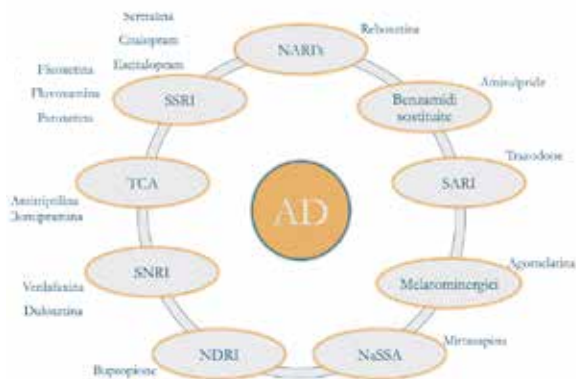 Sertralina
Citalopram
Escitalopram
Fluoxetina
Fluvoxamina
Paroxetina
SSRI
NARI's
Reboxetina
Benzamidi
sostituite
Amisulpride
SARI
Trazodone
Melatoninergici
Agomelatina
NaSSA
Mirtazapina
NDRI
Bupropione
SNRI
Venlafaxina
Duloxetina
TCA
Amitriptilina
Clomipramina
AD